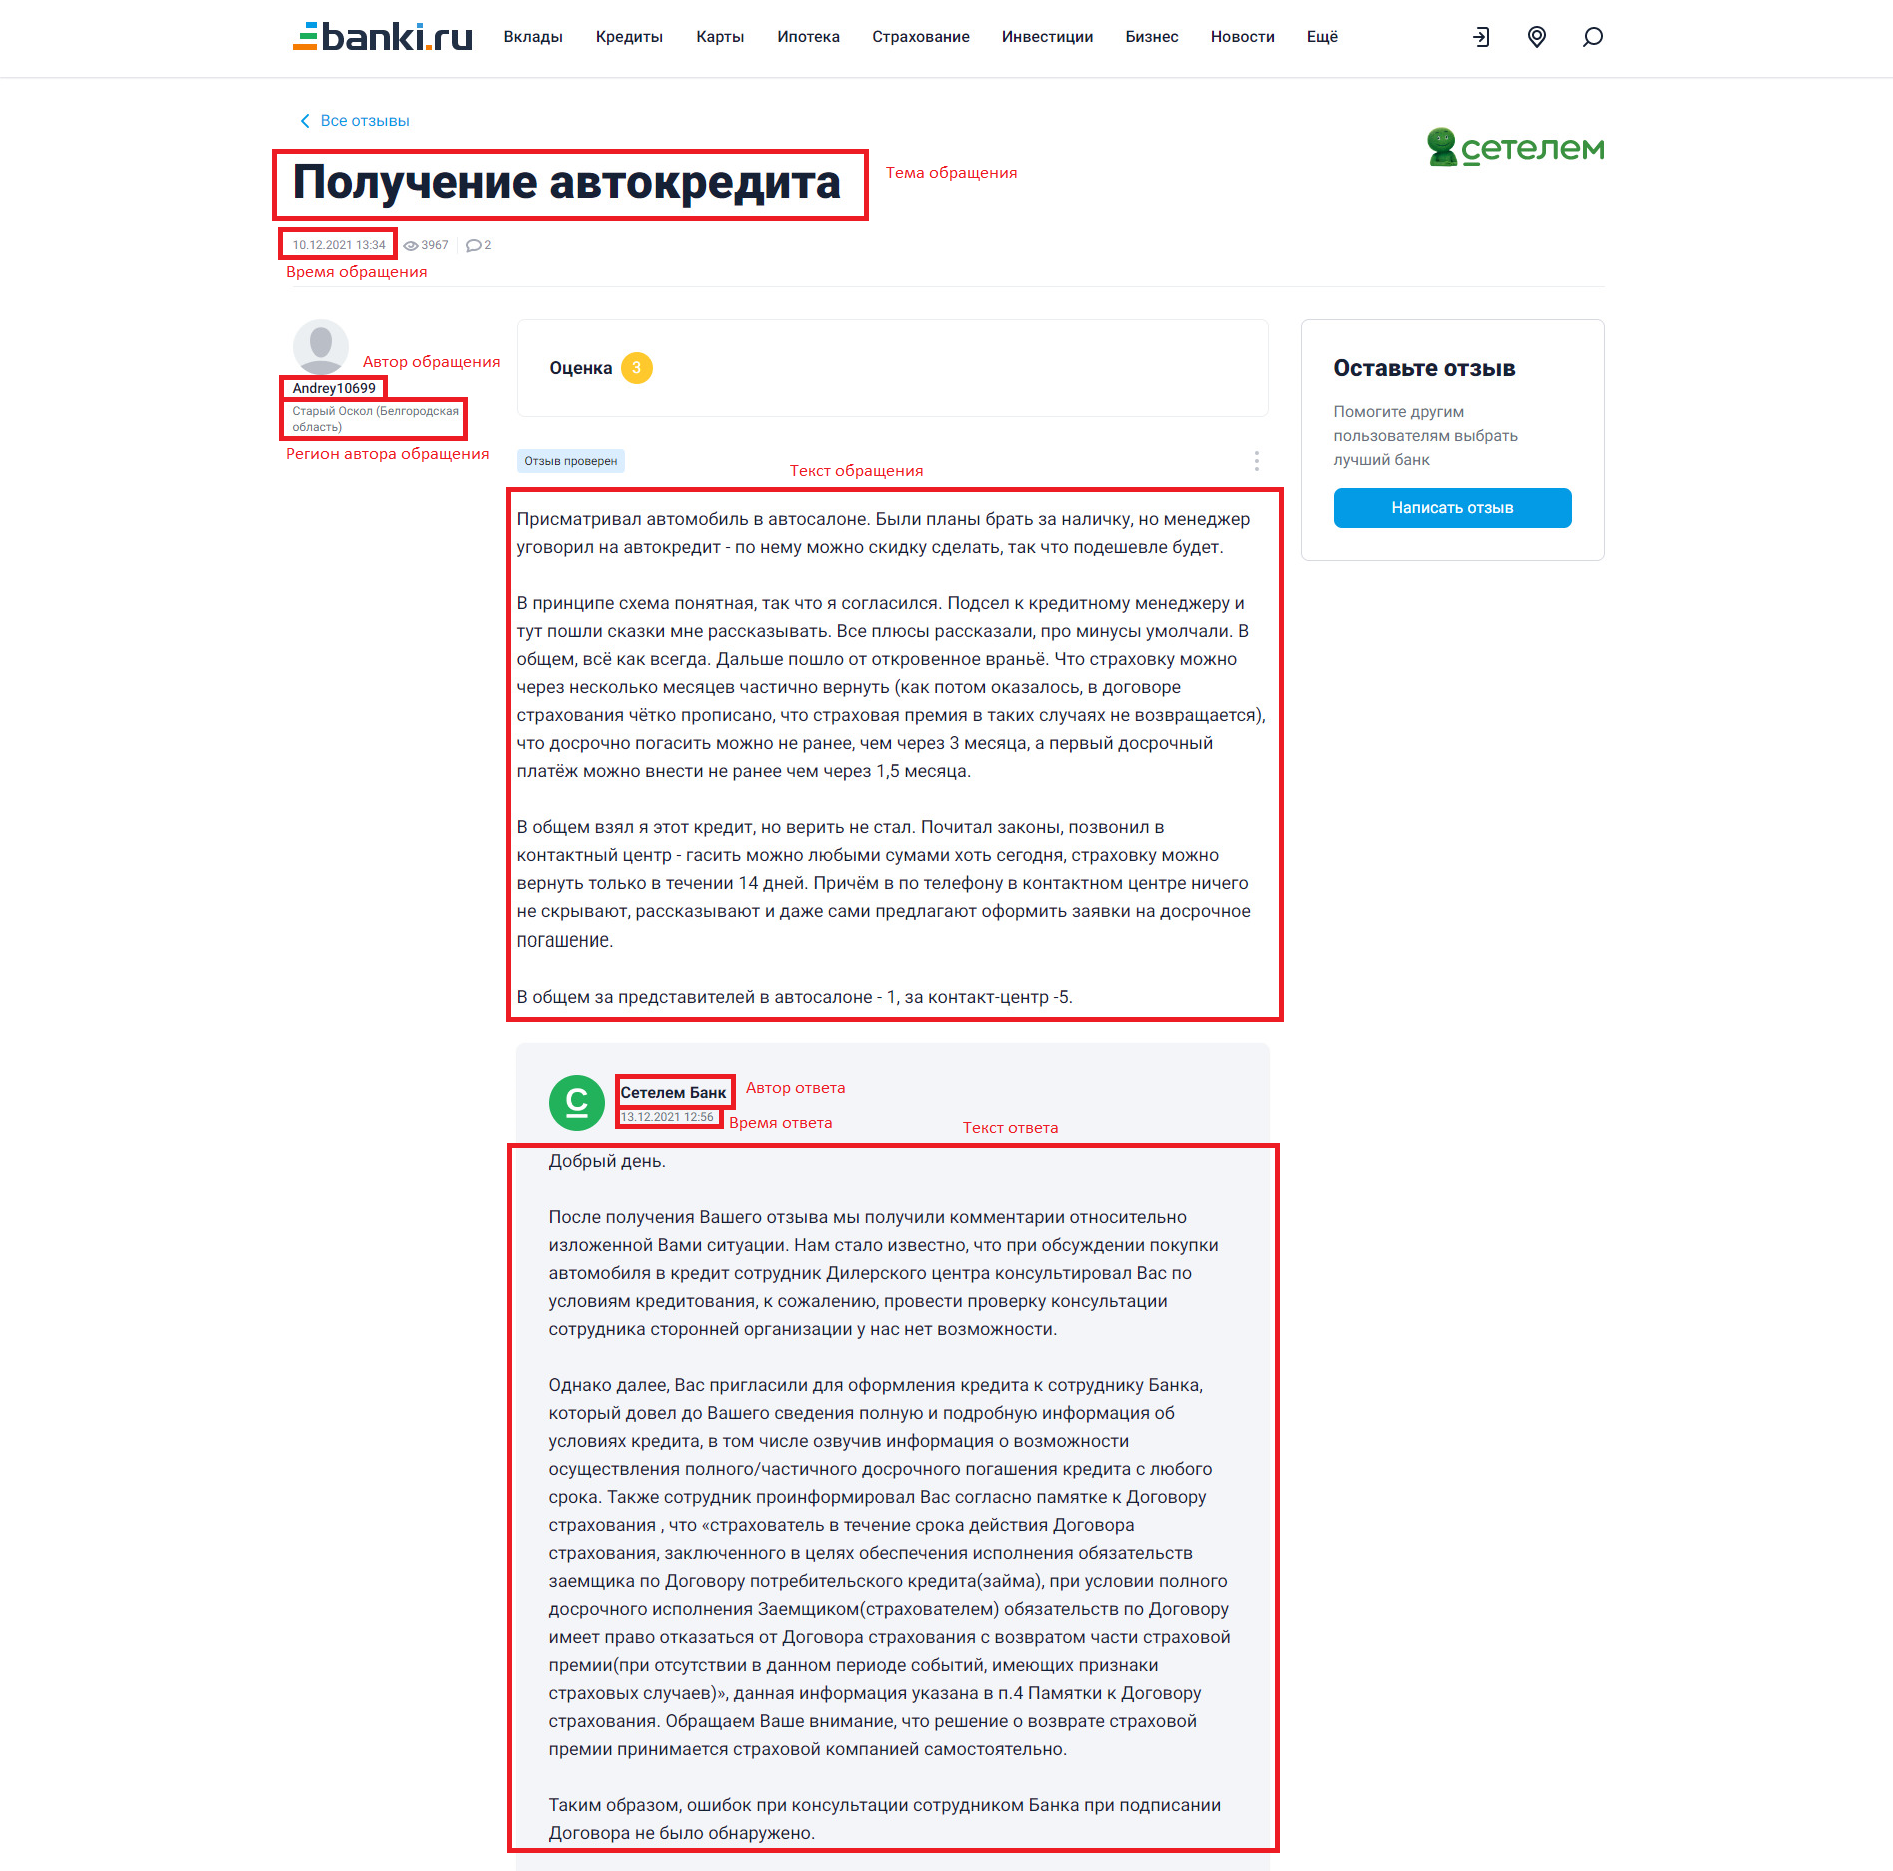 banki.ru Вклады Кредиты Карты Ипотека Страхование Инвестиции Бизнес Новости Ещё
Все отзывы
сетелем
Получение автокредита
Тема обращения
10.12.2021 13:34 3967 2
Время обращения
Автор обращения
Andrey10699
Старый Оскол (Белгородская
область)
Регион автора обращения
Оценка 3
Оставьте отзыв
Помогите другим
пользователям выбрать
лучший банк
Написать отзыв
Отзыв проверен
Текст обращения
Присматривал автомобиль в автосалоне. Были планы брать за наличку, но менеджер
уговорил на автокредит - по нему можно скидку сделать, так что подешевле будет.
В принципе схема понятная, так что я согласился. Подсел к кредитному менеджеру и
тут пошли сказки мне рассказывать. Все плюсы рассказали, про минусы умолчали. В
общем, всё как всегда. Дальше пошло от откровенное враньё. Что страховку можно
через несколько месяцев частично вернуть (как потом оказалось, в договоре
страхования чётко прописано, что страховая премия в таких случаях не возвращается),
что досрочно погасить можно не ранее, чем через 3 месяца, а первый досрочный
платёж можно внести не ранее чем через 1,5 месяца.
В общем взял я этот кредит, но верить не стал. Почитал законы, позвонил в
контактный центр - гасить можно любыми сумами хоть сегодня, страховку можно
вернуть только в течении 14 дней. Причём в по телефону в контактном центре ничего
не скрывают, рассказывают и даже сами предлагают оформить заявки на досрочное
погашение.
В общем за представителей в автосалоне - 1, за контакт-центр -5.
Сетелем Банк
Автор ответа
13.12.2021 12:56
Время ответа
Текст ответа
Добрый день.
После получения Вашего отзыва мы получили комментарии относительно
изложенной Вами ситуации. Нам стало известно, что при обсуждении покупки
автомобиля в кредит сотрудник Дилерского центра консультировал Вас по
условиям кредитования, к сожалению, провести проверку консультации
сотрудника сторонней организации у нас нет возможности.
Однако далее, Вас пригласили для оформления кредита к сотруднику Банка,
который довел до Вашего сведения полную и подробную информация об
условиях кредита, в том числе озвучив информация о возможности
осуществления полного/частичного досрочного погашения кредита с любого
срока. Также сотрудник проинформировал Вас согласно памятке к Договору
страхования , что «страхователь в течение срока действия Договора
страхования, заключенного в целях обеспечения исполнения обязательств
заемщика по Договору потребительского кредита(займа), при условии полного
досрочного исполнения Заемщиком(страхователем) обязательств по Договору
имеет право отказаться от Договора страхования с возвратом части страховой
премии(при отсутствии в данном периоде событий, имеющих признаки
страховых случаев)», данная информация указана в п.4 Памятки к Договору
страхования. Обращаем Ваше внимание, что решение о возврате страховой
премии принимается страховой компанией самостоятельно.
Таким образом, ошибок при консультации сотрудником Банка при подписании
Договора не было обнаружено.